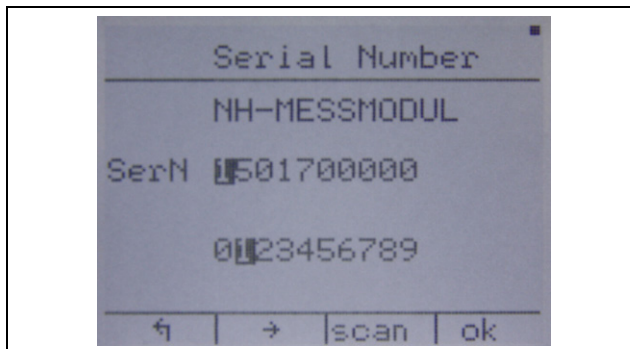 Serial Number
NH-MESSMODUL
SerN 1501700000
0123456789
↰ → scan ok